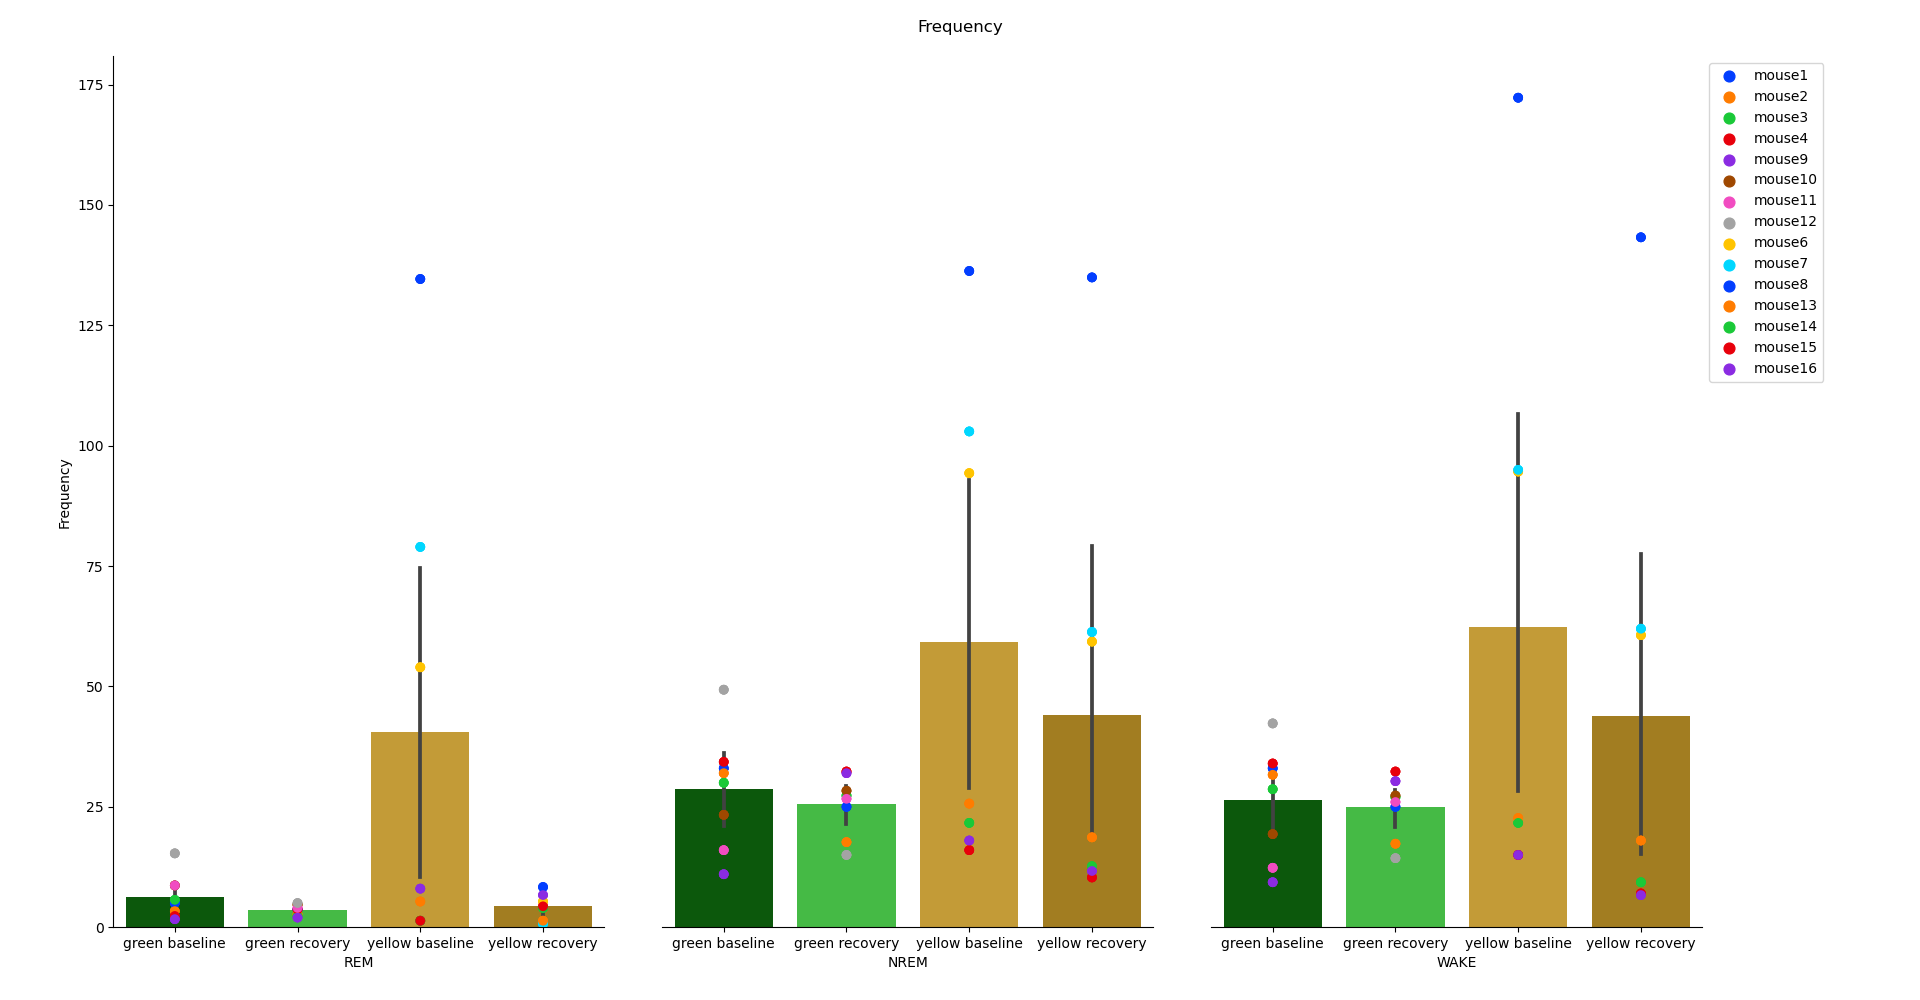 Frequency
175
150
125
100
75
50
25
0
Frequency
green baseline green recovery yellow baseline yellow recovery
REM
green baseline green recovery yellow baseline yellow recovery
NREM
green baseline green recovery yellow baseline yellow recovery
WAKE
mouse1
mouse2
mouse3
mouse4
mouse9
mouse10
mouse11
mouse12
mouse6
mouse7
mouse8
mouse13
mouse14
mouse15
mouse16